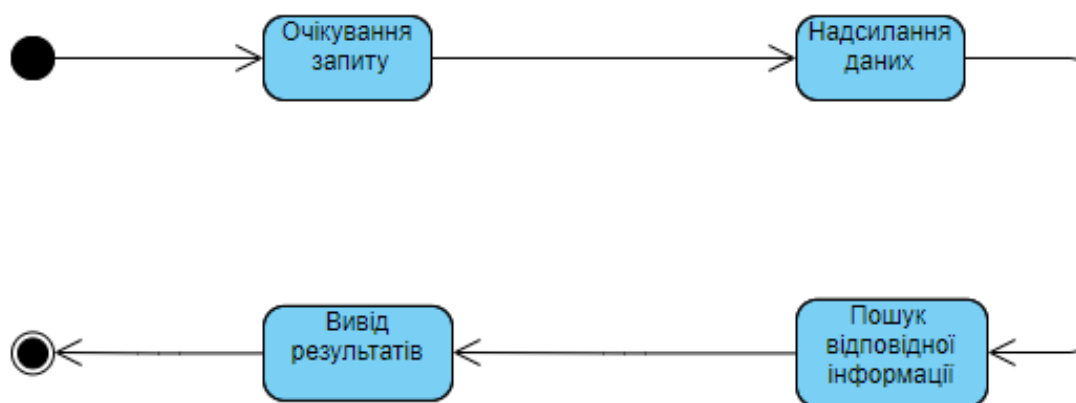 Очікування
запиту
Надсилання
даних
Вивід
результатів
Пошук
відповідної
інформації